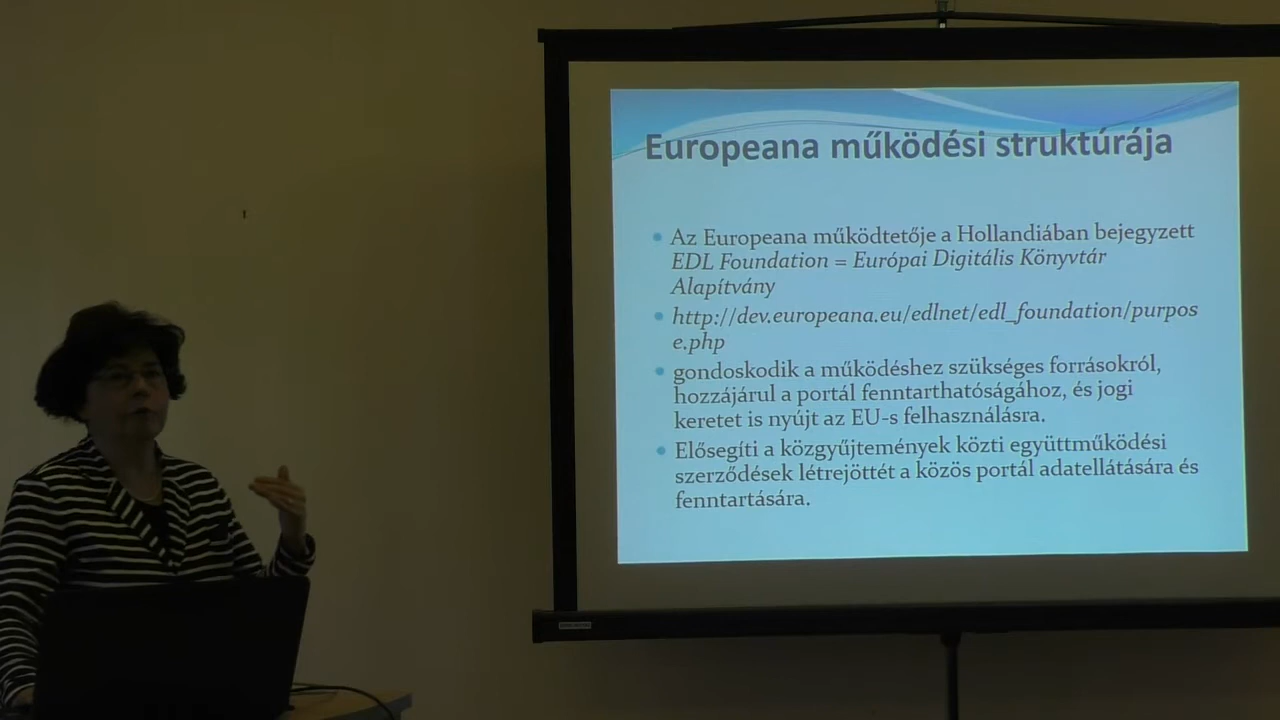 Europeana működési struktúrája
Az Europeana működtetője a Hollandiában bejegyzett
EDL Foundation = Európai Digitális Könyvtár
Alapítvány
http://dev.europeana.eu/edlnet/edl_foundation/purpos
e.php
gondoskodik a működéshez szükséges forrásokról,
hozzájárul a portál fenntarthatóságához, és jogi
keretet is nyújt az EU-s felhasználásra.
Elősegíti a közgyűjtemények közti együttműködési
szerződések létrejöttét a közös portál adatellátására és
fenntartására.